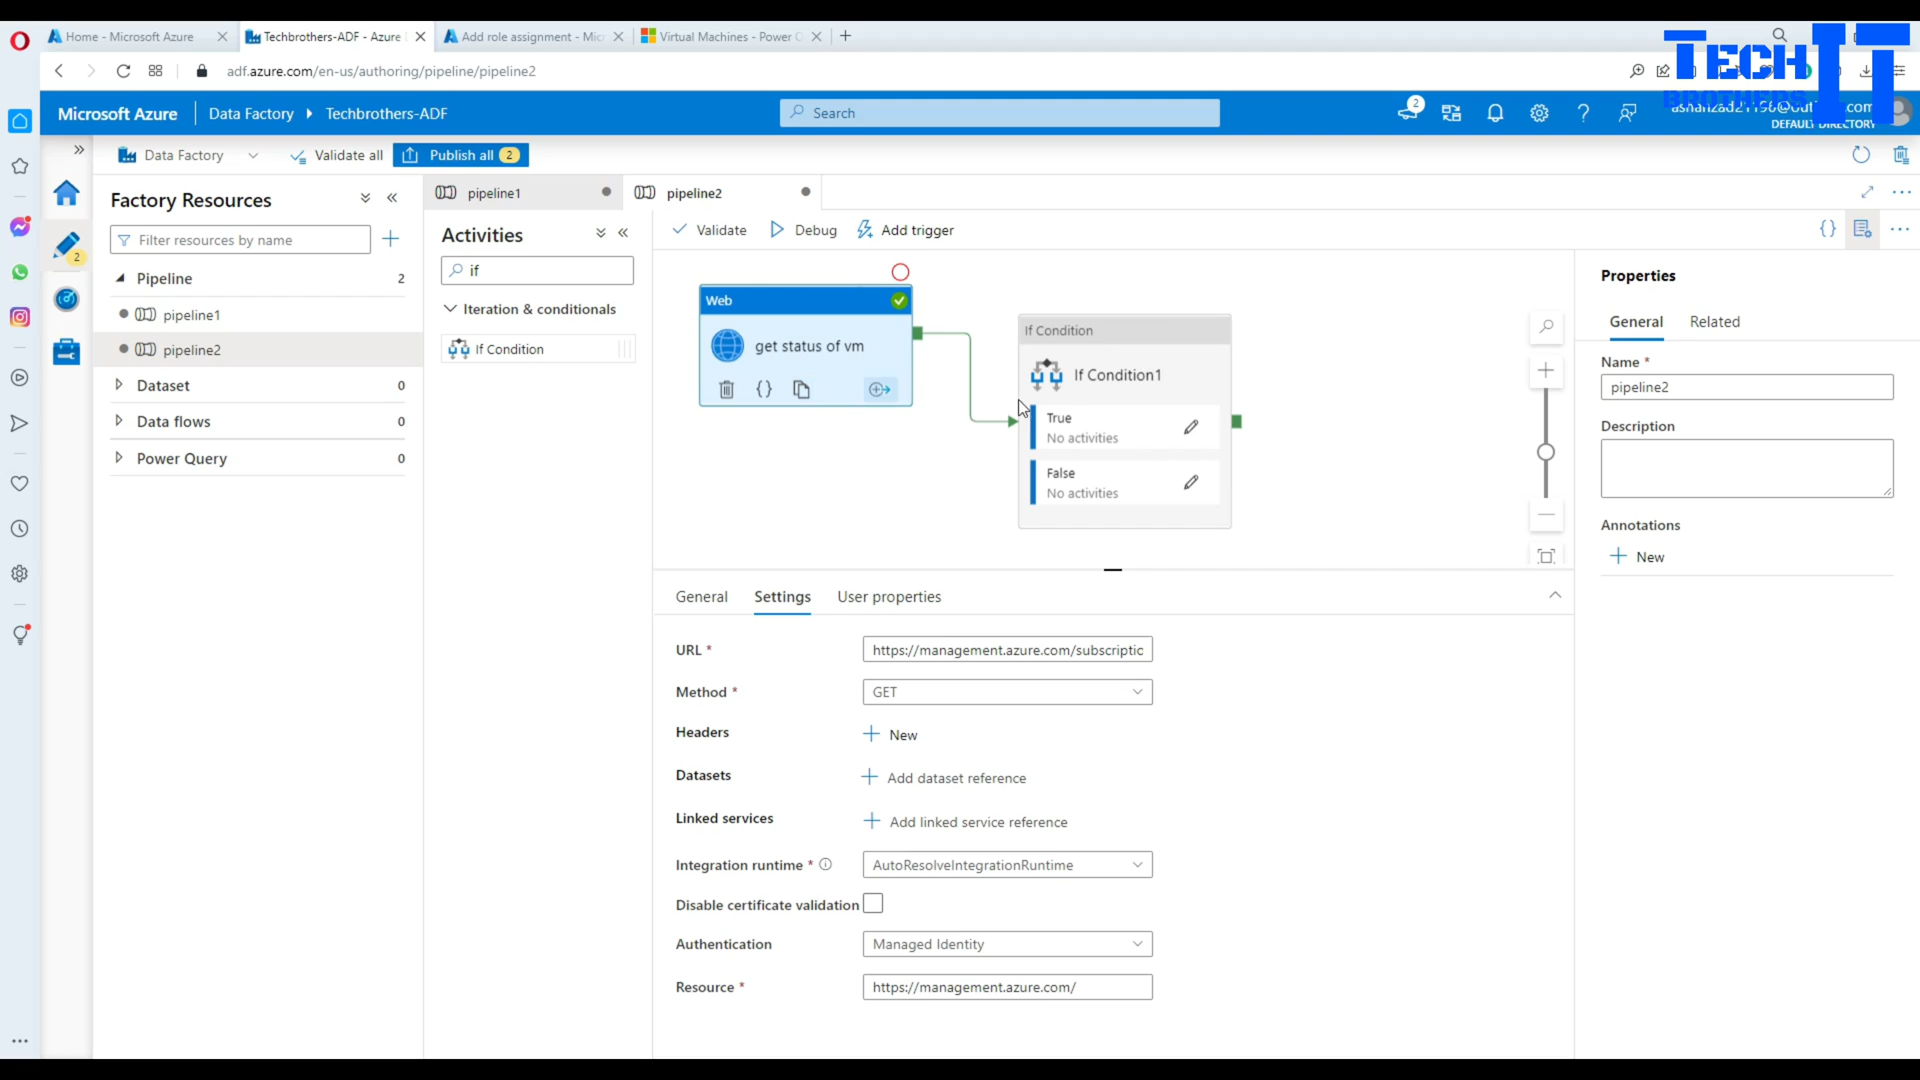 Home - Microsoft Azure
Techbrothers-ADF - Azure
Add role assignment - Mic
Virtual Machines - Power
TECH IT
BROTHERS
adf.azure.com/en-us/authoring/pipeline/pipeline2
Microsoft Azure
Data Factory
Techbrothers-ADF
Search
2
DEFAULT DIRECTORY
Data Factory
Validate all
Publish all
2
Factory Resources
pipeline1
pipeline2
Filter resources by name
Activities
Validate
Debug
Add trigger
2
if
Pipeline
2
pipeline1
pipeline2
Dataset
0
Data flows
0
Power Query
0
Iteration & conditionals
If Condition
Web
get status of vm
If Condition
If Condition1
True
No activities
False
No activities
Properties
General
Related
Name *
pipeline2
Description
Annotations
New
General
Settings
User properties
URL *
https://management.azure.com/subscriptic
Method *
GET
Headers
New
Datasets
Add dataset reference
Linked services
Add linked service reference
Integration runtime *
AutoResolveIntegrationRuntime
Disable certificate validation
Authentication
Managed Identity
Resource *
https://management.azure.com/